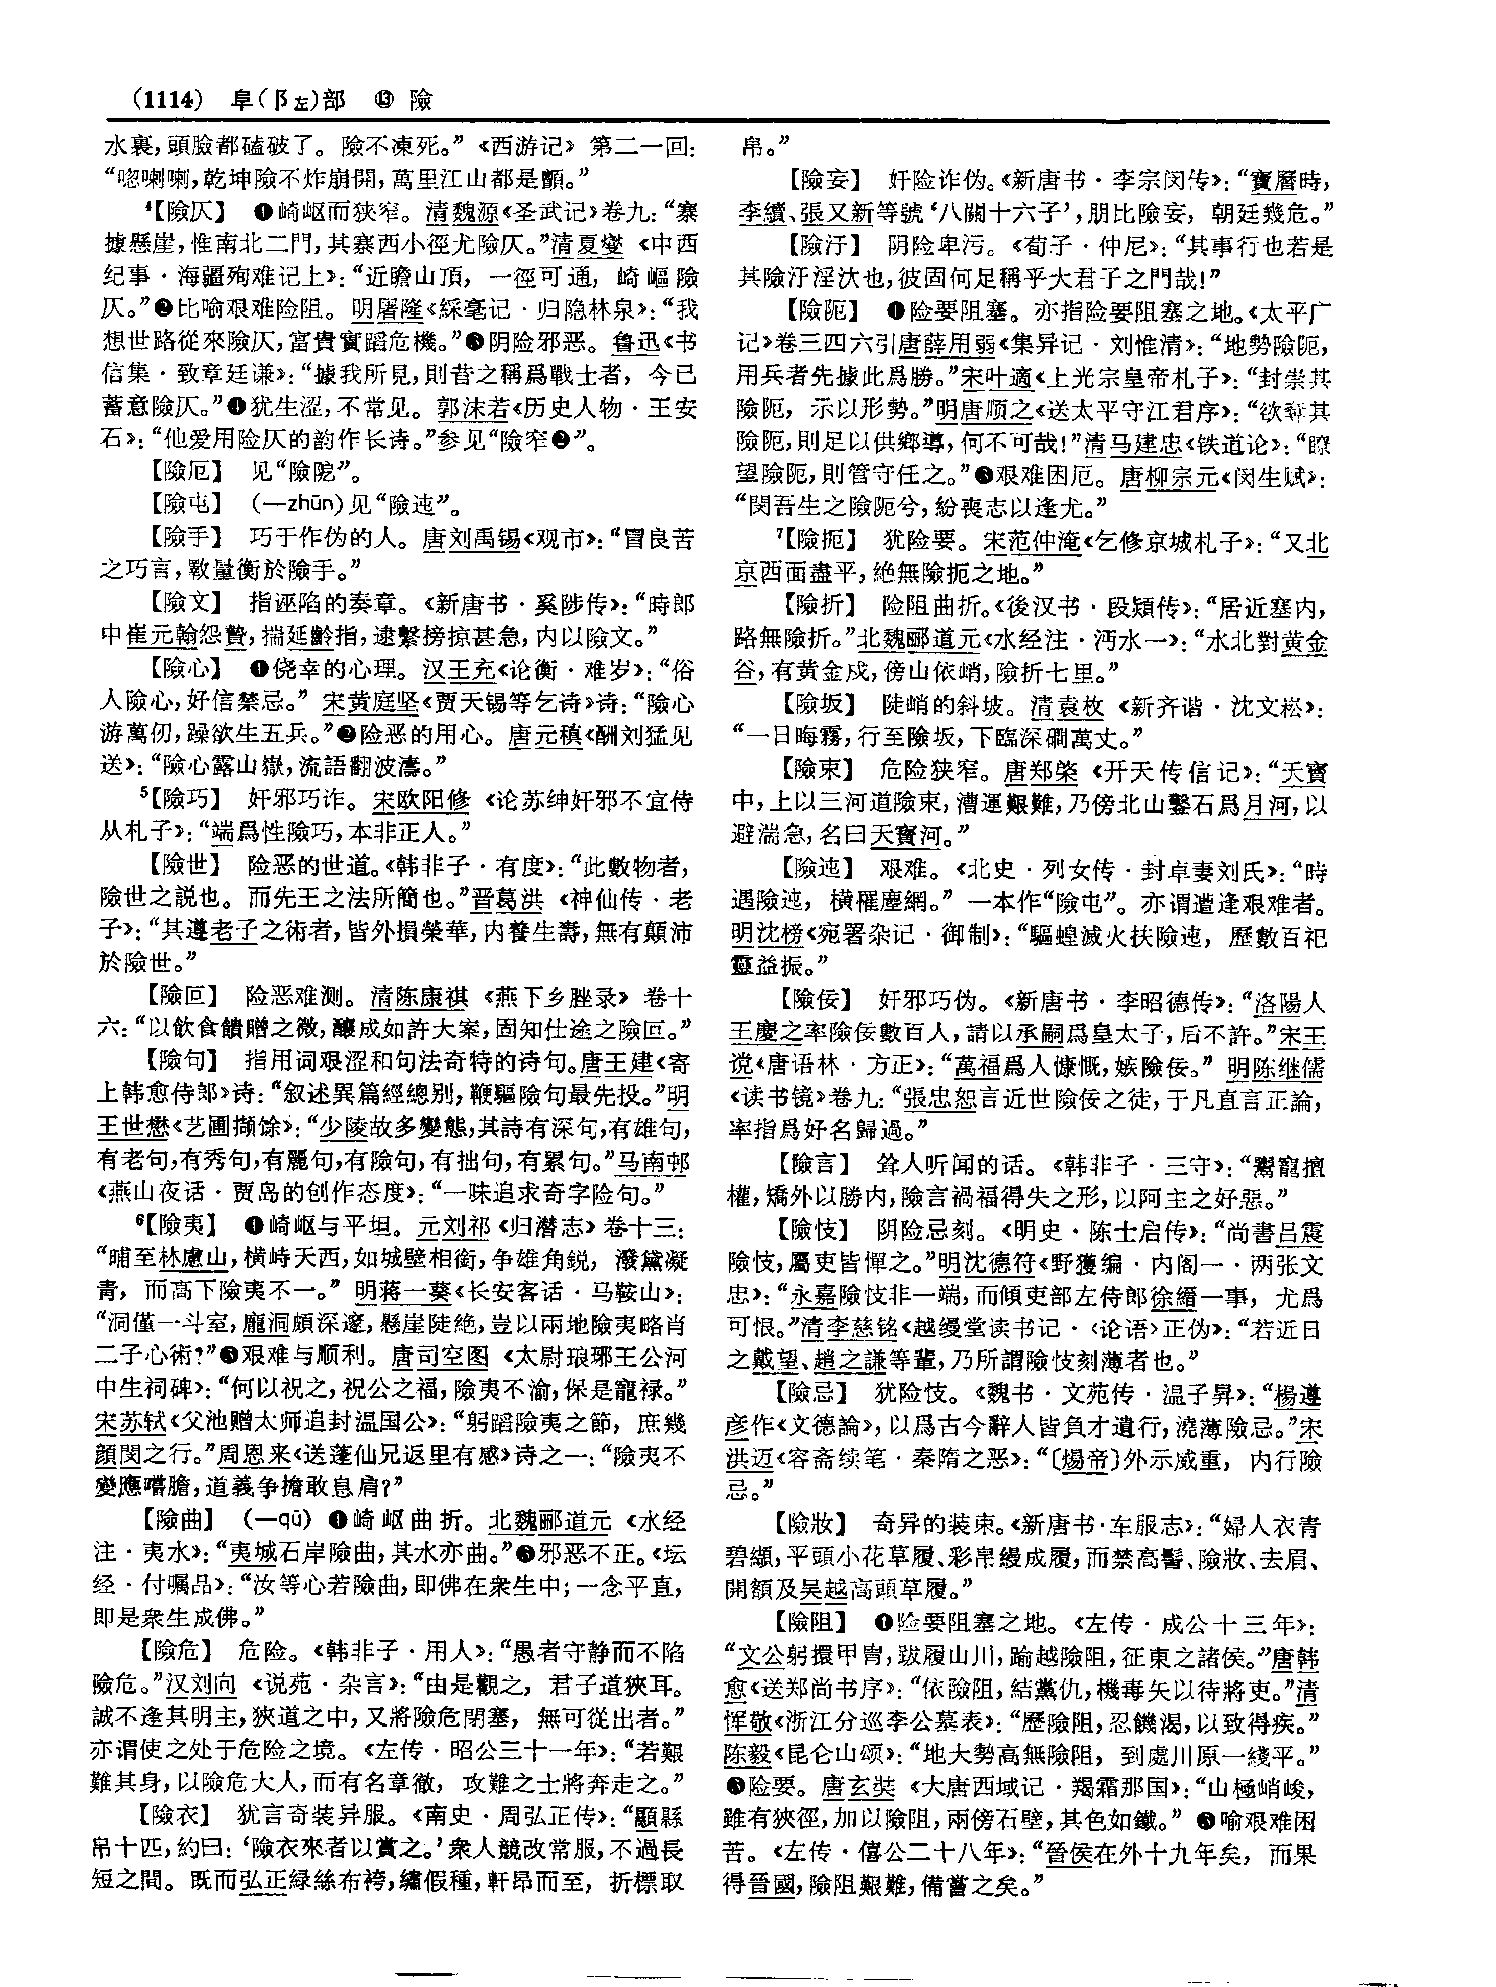 （1114） 阜（阝左）部 ⑬ 險
水裏，頭臉都磕破了。險不凍死。”《西游记》第二一回：
“唿喇喇，乾坤險不炸崩開，萬里江山都是顫。”
⁴【險仄】 ❶崎岖而狭窄。清魏源《圣武记》卷九：“寨
據懸崖，惟南北二門，其寨西小徑尤險仄。”清夏燮《中西
纪事·海疆殉难记上》：“近瞻山頂，一徑可通，崎嶇險
仄。”❷比喻艰难险阻。明屠隆《綵毫记·归隐林泉》：“我
想世路從來險仄，富貴實蹈危機。”❸阴险邪恶。鲁迅《书
信集·致章廷谦》：“據我所見，則昔之稱爲戰士者，今已
蓄意險仄。”❹犹生涩，不常见。郭沫若《历史人物·王安
石》：“他爱用险仄的韵作长诗。”参见“險窄❷”。
【險厄】 见“險阸”。
【險屯】 （—zhūn）见“險迍”。
【險手】 巧于作伪的人。唐刘禹锡《观市》：“冒良苦
之巧言，斁量衡於險手。”
【險文】 指诬陷的奏章。《新唐书·奚陟传》：“時郎
中崔元翰怨贄，揣延齡指，逮繫搒掠甚急，内以險文。”
【險心】 ❶侥幸的心理。汉王充《论衡·难岁》：“俗
人險心，好信禁忌。”宋黄庭坚《贾天锡等乞诗》诗：“險心
游萬仞，躁欲生五兵。”❷险恶的用心。唐元稹《酬刘猛见
送》：“險心露山嶽，流語翻波濤。”
⁵【險巧】 奸邪巧诈。宋欧阳修《论苏绅奸邪不宜侍
从札子》：“端爲性險巧，本非正人。”
【險世】 险恶的世道。《韩非子·有度》：“此數物者，
險世之説也。而先王之法所簡也。”晋葛洪《神仙传·老
子》：“其遵老子之術者，皆外損榮華，内養生壽，無有顛沛
於險世。”
【險叵】 险恶难测。清陈康祺《燕下乡脞录》卷十
六：“以飲食饋贈之微，釀成如許大案，固知仕途之險叵。”
【險句】 指用词艰涩和句法奇特的诗句。唐王建《寄
上韩愈侍郎》诗：“叙述異篇經總别，鞭驅險句最先投。”明
王世懋《艺圃撷馀》：“少陵故多變態，其詩有深句，有雄句，
有老句，有秀句，有麗句，有險句，有拙句，有累句。”马南邨
《燕山夜话·贾岛的创作态度》：“一味追求奇字险句。”
⁶【險夷】 ❶崎岖与平坦。元刘祁《归潜志》卷十三：
“晡至林慮山，横峙天西，如城壁相銜，争雄角鋭，潑黛凝
青，而高下險夷不一。”明蒋一葵《长安客话·马鞍山》：
“洞僅一斗室，龐洞頗深邃，懸崖陡絶，豈以兩地險夷略肖
二子心術？”❷艰难与顺利。唐司空图《太尉琅琊王公河
中生祠碑》：“何以祝之，祝公之福，險夷不渝，保是寵禄。”
宋苏轼《父池赠太师追封温国公》：“躬蹈險夷之節，庶幾
顔閔之行。”周恩来《送蓬仙兄返里有感》诗之一：“險夷不
變應嘗膽，道義争擔敢息肩？”
【險曲】 （—qū）❶崎岖曲折。北魏郦道元《水经
注·夷水》：“夷城石岸險曲，其水亦曲。”❷邪恶不正。《坛
经·付嘱品》：“汝等心若險曲，即佛在衆生中；一念平直，
即是衆生成佛。”
【險危】 危险。《韩非子·用人》：“愚者守静而不陷
險危。”汉刘向《说苑·杂言》：“由是觀之，君子道狹耳。
誠不逢其明主，狹道之中，又將險危閉塞，無可從出者。”
亦谓使之处于危险之境。《左传·昭公三十一年》：“若艱
難其身，以險危大人，而有名章徹，攻難之士將奔走之。”
【險衣】 犹言奇装异服。《南史·周弘正传》：“顯縣
帛十匹，約曰：‘險衣來者以賞之。’衆人競改常服，不過長
短之間。既而弘正緑絲布袴，繡假種，軒昂而至，折標取
帛。”
【險妄】 奸险诈伪。《新唐书·李宗闵传》：“寶曆時，
李續、張又新等號‘八關十六子’，朋比險妄，朝廷幾危。”
【險汙】 阴险卑污。《荀子·仲尼》：“其事行也若是
其險汙淫汏也，彼固何足稱乎大君子之門哉！”
【險阨】 ❶险要阻塞。亦指险要阻塞之地。《太平广
记》卷三四六引唐薛用弱《集异记·刘惟清》：“地勢險阨，
用兵者先據此爲勝。”宋叶適《上光宗皇帝札子》：“封崇其
險阨，示以形勢。”明唐顺之《送太平守江君序》：“欲奪其
險阨，則足以供鄉導，何不可哉！”清马建忠《铁道论》：“瞭
望險阨，則管守任之。”❷艰难困厄。唐柳宗元《闵生赋》：
“閔吾生之險阨兮，紛喪志以逢尤。”
⁷【險扼】 犹险要。宋范仲淹《乞修京城札子》：“又北
京西面盡平，絶無險扼之地。”
【險折】 险阻曲折。《後汉书·段颎传》：“居近塞内，
路無險折。”北魏郦道元《水经注·沔水一》：“水北對黄金
谷，有黄金戍，傍山依峭，險折七里。”
【險坂】 陡峭的斜坡。清袁枚《新齐谐·沈文崧》：
“一日晦霧，行至險坂，下臨深磵萬丈。”
【險束】 危险狭窄。唐郑棨《开天传信记》：“天寶
中，上以三河道險束，漕運艱難，乃傍北山鑿石爲月河，以
避湍急，名曰天寶河。”
【險迍】 艰难。《北史·列女传·封卓妻刘氏》：“時
遇險迍，横罹塵網。”一本作“險屯”。亦谓遭逢艰难者。
明沈榜《宛署杂记·御制》：“驅蝗滅火扶險迍，歷數百祀
靈益振。”
【險佞】 奸邪巧伪。《新唐书·李昭德传》：“洛陽人
王慶之率險佞數百人，請以承嗣爲皇太子，后不許。”宋王
谠《唐语林·方正》：“萬福爲人慷慨，嫉險佞。”明陈继儒
《读书镜》卷九：“張忠恕言近世險佞之徒，于凡直言正論，
率指爲好名歸過。”
【險言】 耸人听闻的话。《韩非子·三守》：“鬻寵擅
權，矯外以勝内，險言禍福得失之形，以阿主之好惡。”
【險忮】 阴险忌刻。《明史·陈士启传》：“尚書吕震
險忮，屬吏皆憚之。”明沈德符《野獲编·内阁一·两张文
忠》：“永嘉險忮非一端，而傾吏部左侍郎徐縉一事，尤爲
可恨。”清李慈铭《越缦堂读书记·〈论语〉正伪》：“若近日
之戴望、趙之謙等輩，乃所謂險忮刻薄者也。”
【險忌】 犹险忮。《魏书·文苑传·温子昇》：“楊遵
彦作《文德論》，以爲古今辭人皆負才遺行，澆薄險忌。”宋
洪迈《容斋续笔·秦隋之恶》：“〔煬帝〕外示威重，内行險
忌。”
【險妝】 奇异的装束。《新唐书·车服志》：“婦人衣青
碧纈，平頭小花草履、彩帛縵成履，而禁高髻、險妝、去眉、
開額及吴越高頭草履。”
【險阻】 ❶险要阻塞之地。《左传·成公十三年》：
“文公躬擐甲胄，跋履山川，踰越險阻，征東之諸侯。”唐韩
愈《送郑尚书序》：“依險阻，結黨仇，機毒矢以待將吏。”清
恽敬《浙江分巡李公墓表》：“歷險阻，忍饑渴，以致得疾。”
陈毅《昆仑山颂》：“地大勢高無險阻，到處川原一綫平。”
❷险要。唐玄奘《大唐西域记·羯霜那国》：“山極峭峻，
雖有狹徑，加以險阻，兩傍石壁，其色如鐵。”❸喻艰难困
苦。《左传·僖公二十八年》：“晉侯在外十九年矣，而果
得晉國，險阻艱難，備嘗之矣。”